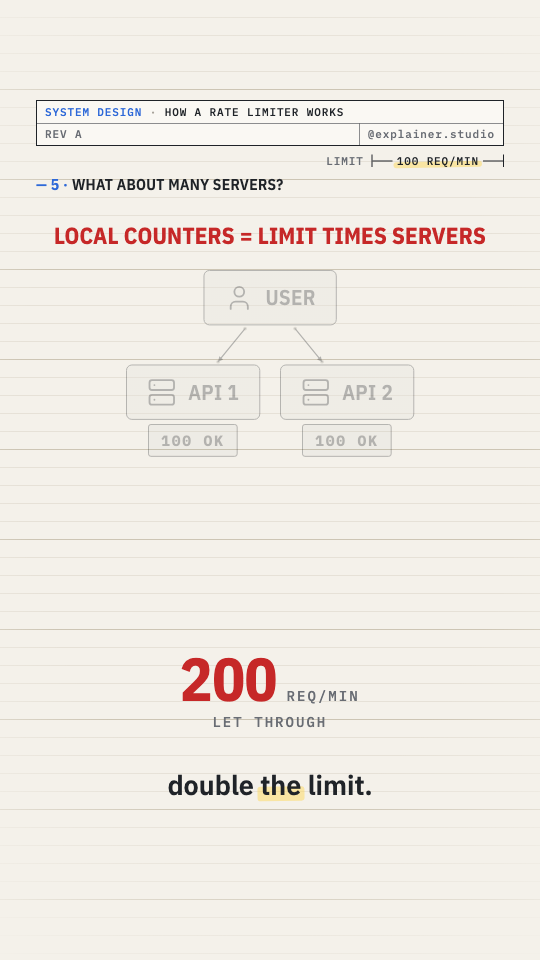 SYSTEM DESIGN · HOW A RATE LIMITER WORKS
REV A
@explainer.studio
LIMIT 100 REQ/MIN
— 5 · WHAT ABOUT MANY SERVERS?
LOCAL COUNTERS = LIMIT TIMES SERVERS
USER
API 1
API 2
100 OK
100 OK
200 REQ/MIN
LET THROUGH
double the limit.